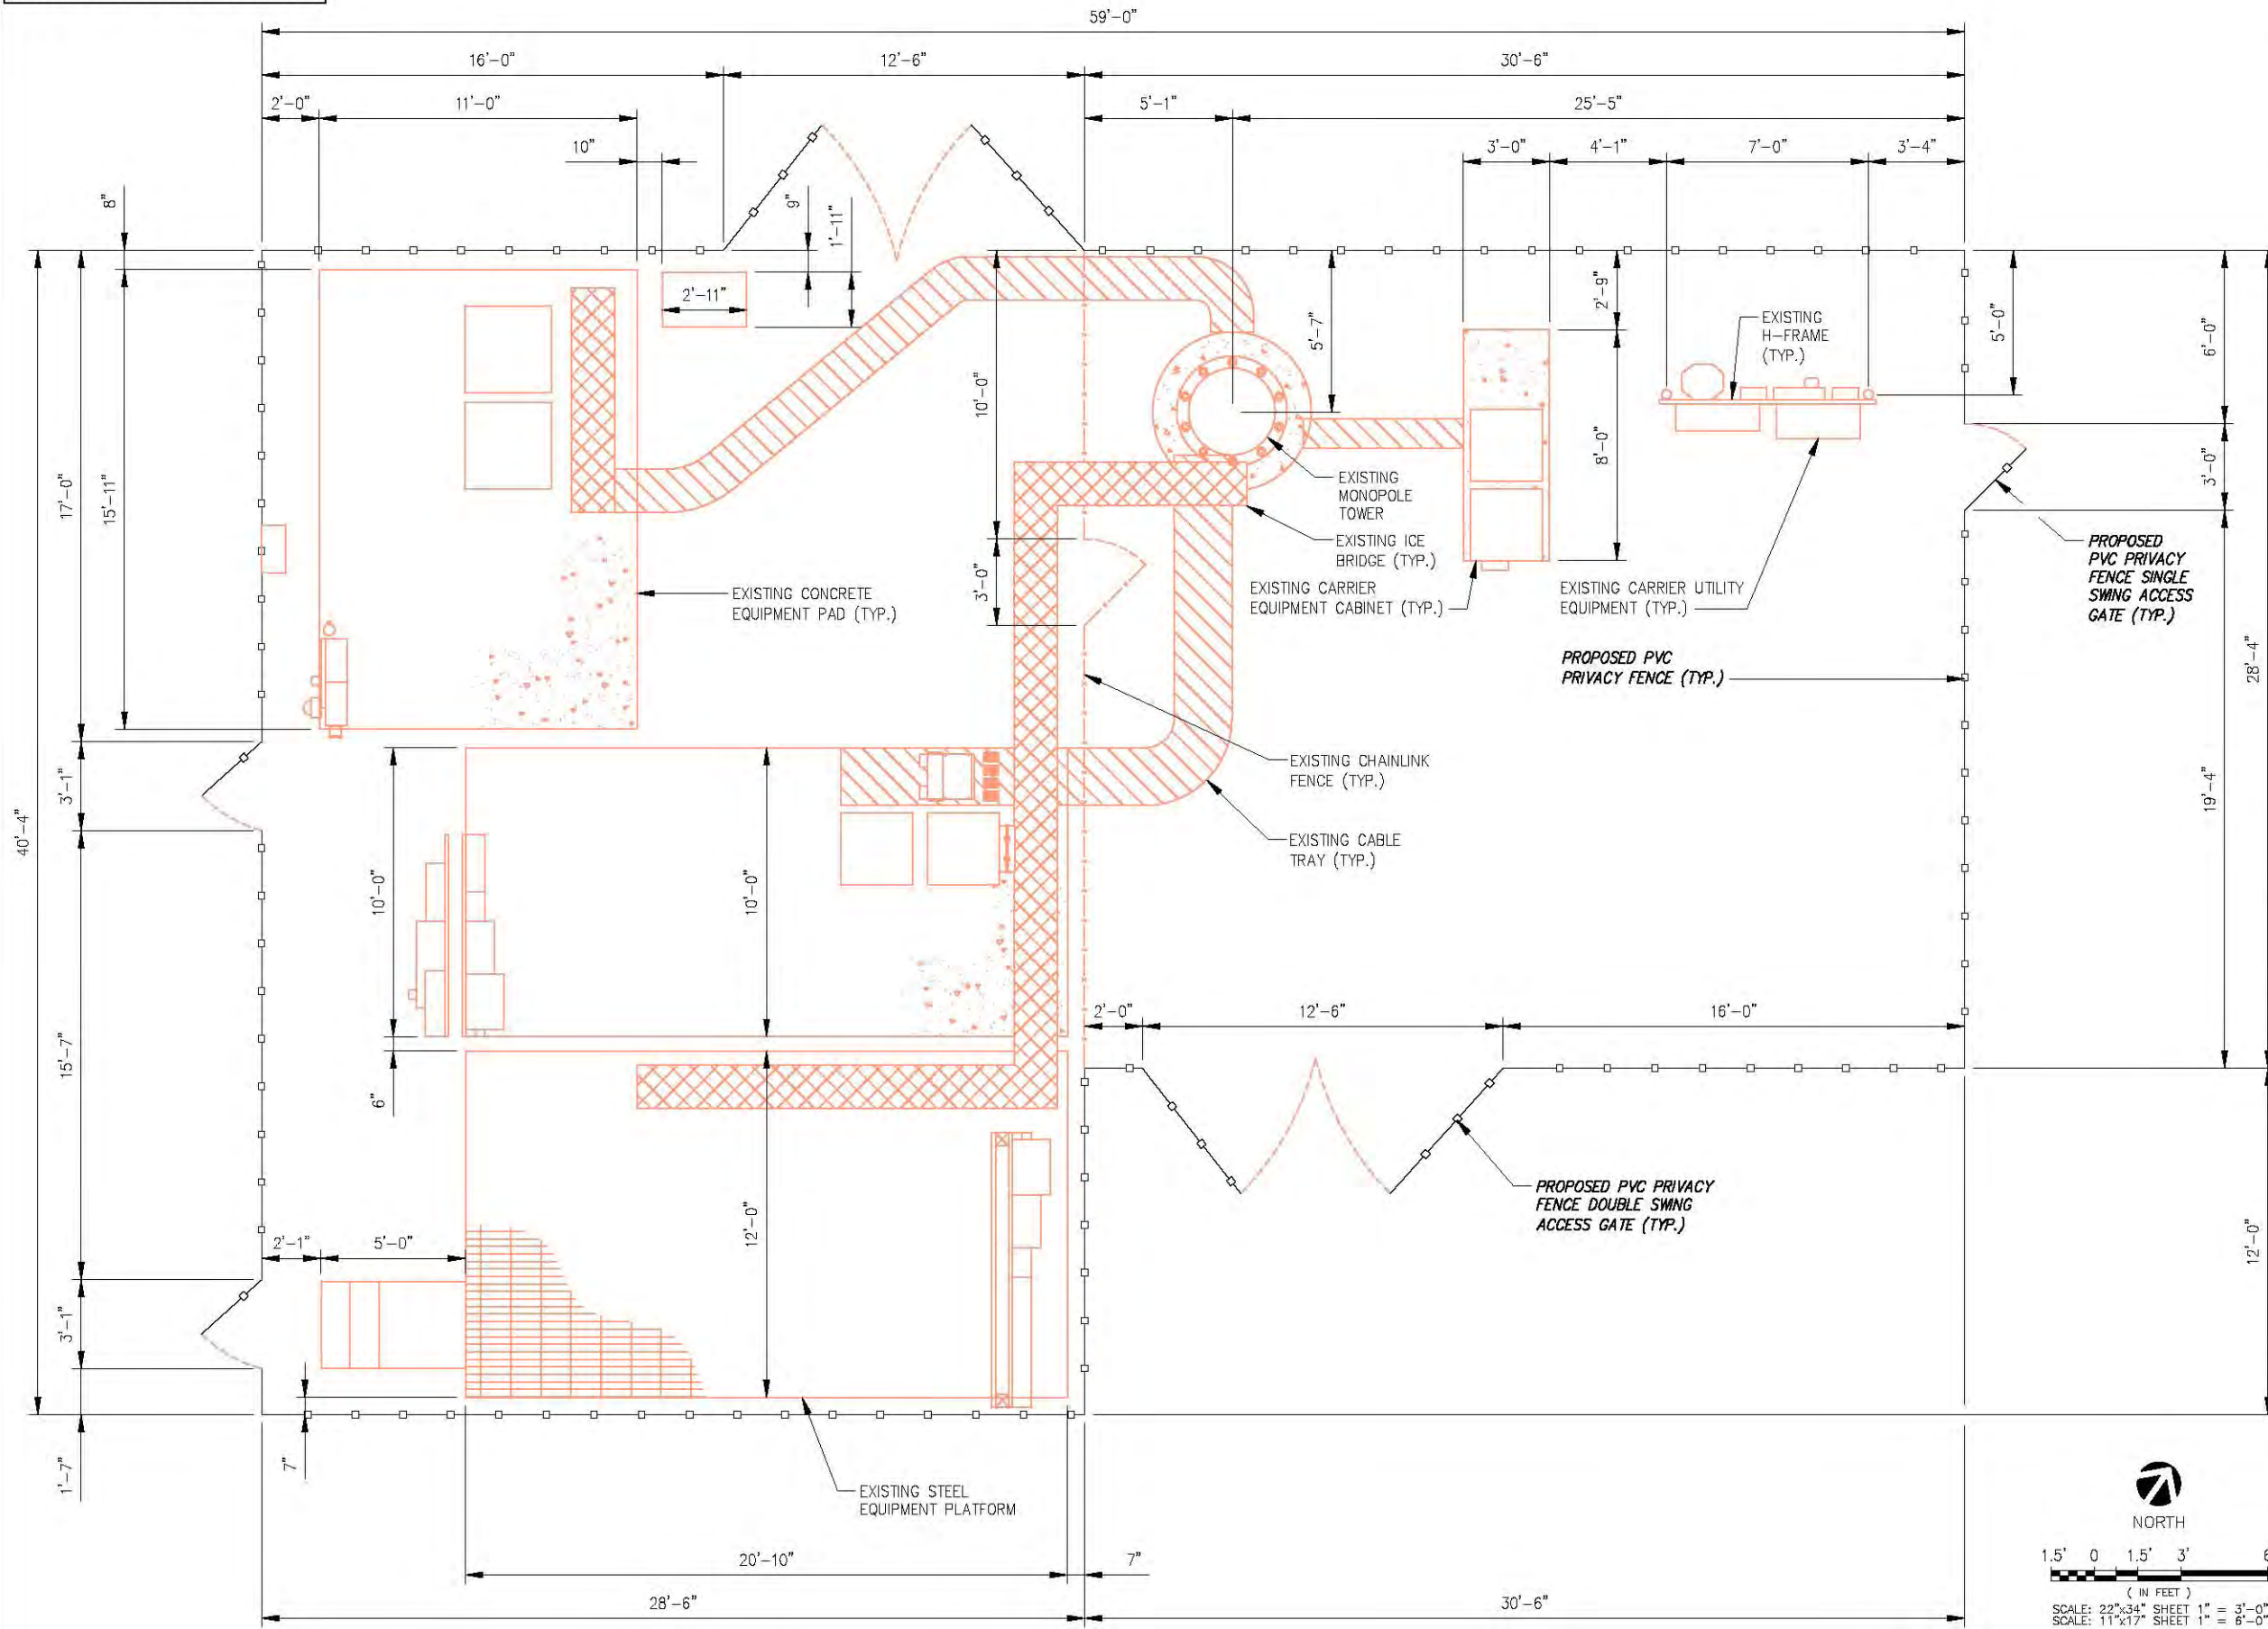 59'-0"
16'-0"
12'-6"
30'-6"
2'-0"
11'-0"
5'-1"
25'-5"
10"
3'-0"
4'-1"
7'-0"
3'-4"
8"
9"
1'-11"
2'-11"
5'-7"
2'-9"
EXISTING
H-FRAME
(TYP.)
5'-0"
6'-0"
10'-0"
8'-0"
3'-0"
17'-0"
15'-11"
EXISTING
MONOPOLE
TOWER
EXISTING ICE
BRIDGE (TYP.)
3'-0"
EXISTING CONCRETE
EQUIPMENT PAD (TYP.)
EXISTING CARRIER
EQUIPMENT CABINET (TYP.)
EXISTING CARRIER UTILITY
EQUIPMENT (TYP.)
PROPOSED
PVC PRIVACY
FENCE SINGLE
SWING ACCESS
GATE (TYP.)
PROPOSED PVC
PRIVACY FENCE (TYP.)
28'-4"
19'-4"
3'-1"
40'-4"
EXISTING CHAINLINK
FENCE (TYP.)
EXISTING CABLE
TRAY (TYP.)
10'-0"
10'-0"
2'-0"
12'-6"
16'-0"
15'-7"
6"
12'-0"
PROPOSED PVC PRIVACY
FENCE DOUBLE SWING
ACCESS GATE (TYP.)
12'-0"
2'-1"
5'-0"
3'-1"
1'-7"
7"
EXISTING STEEL
EQUIPMENT PLATFORM
20'-10"
7"
28'-6"
30'-6"
NORTH
1.5' 0 1.5' 3' 6
( IN FEET )
SCALE: 22"x34" SHEET 1" = 3'-0"
SCALE: 11"x17" SHEET 1" = 6'-0"